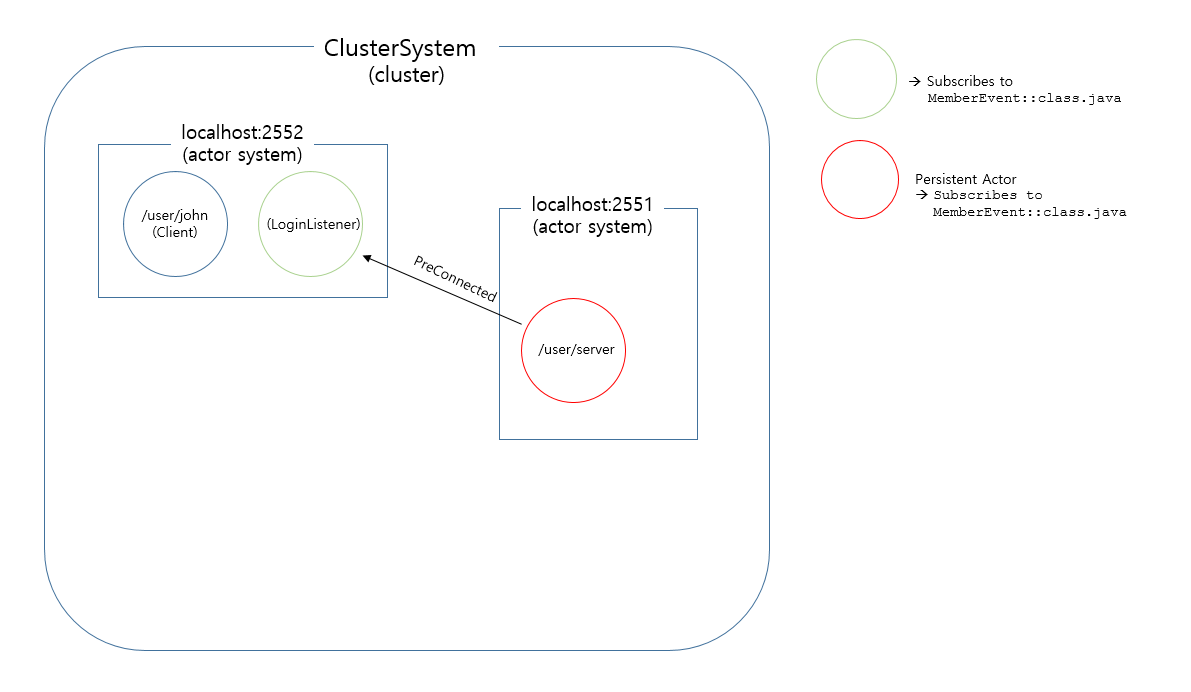 ClusterSystem
(cluster)
localhost:2552
(actor system)
/user/john
(Client)
(LoginListener)
PreConnected
localhost:2551
(actor system)
/user/server
→ Subscribes to
MemberEvent::class.java
Persistent Actor
→ Subscribes to
MemberEvent::class.java